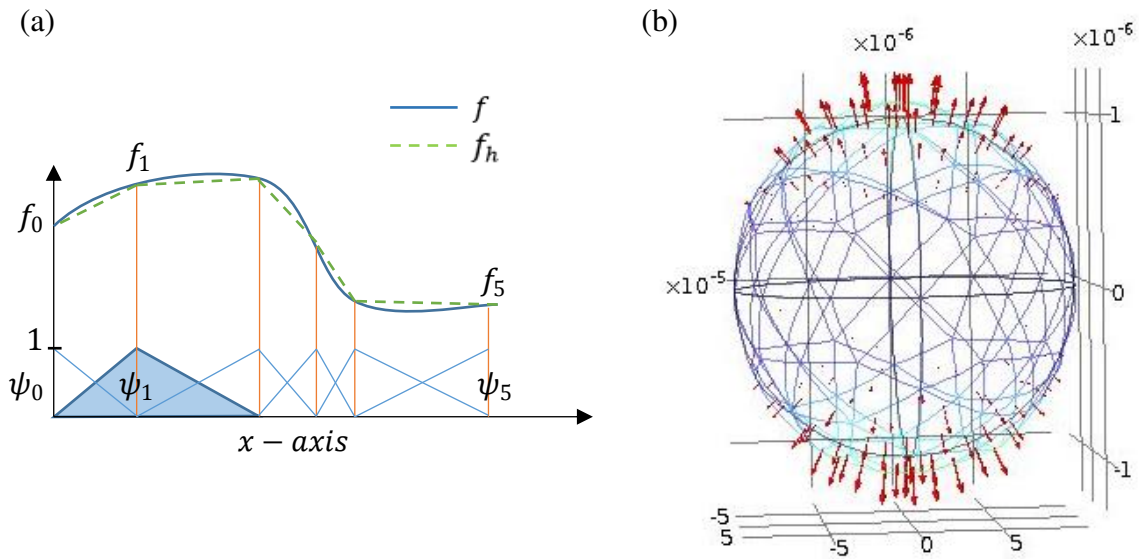 (a)
f
f_h
f_1
f_0
f_5
1
ψ_0
ψ_1
ψ_5
x − axis
(b)
×10^-6
×10^-6
1
×10^-5
0
-1
-5
5
-5
0
5